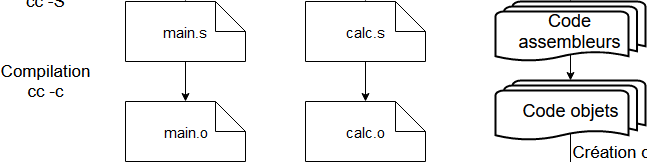 cc -S
main.s
calc.s
Code
assembleurs
Compilation
cc -c
main.o
calc.o
Code objets
Création